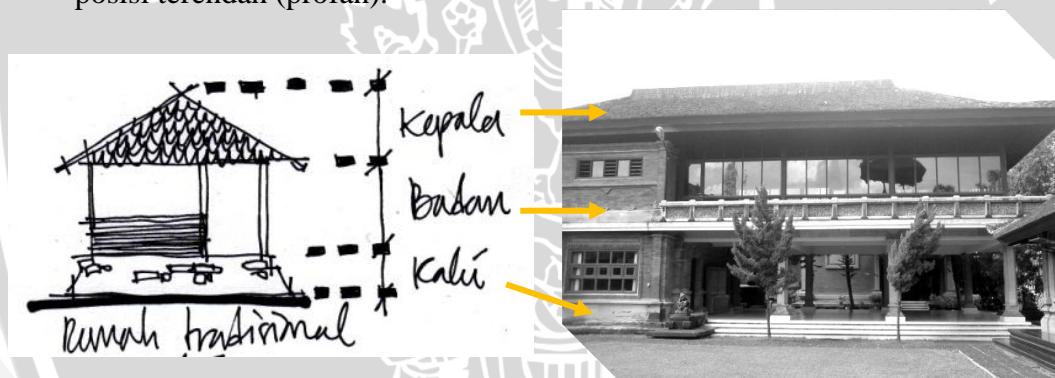 posisi terendah (profan).
Kepala
Badan
Kaki
Rumah tradisional